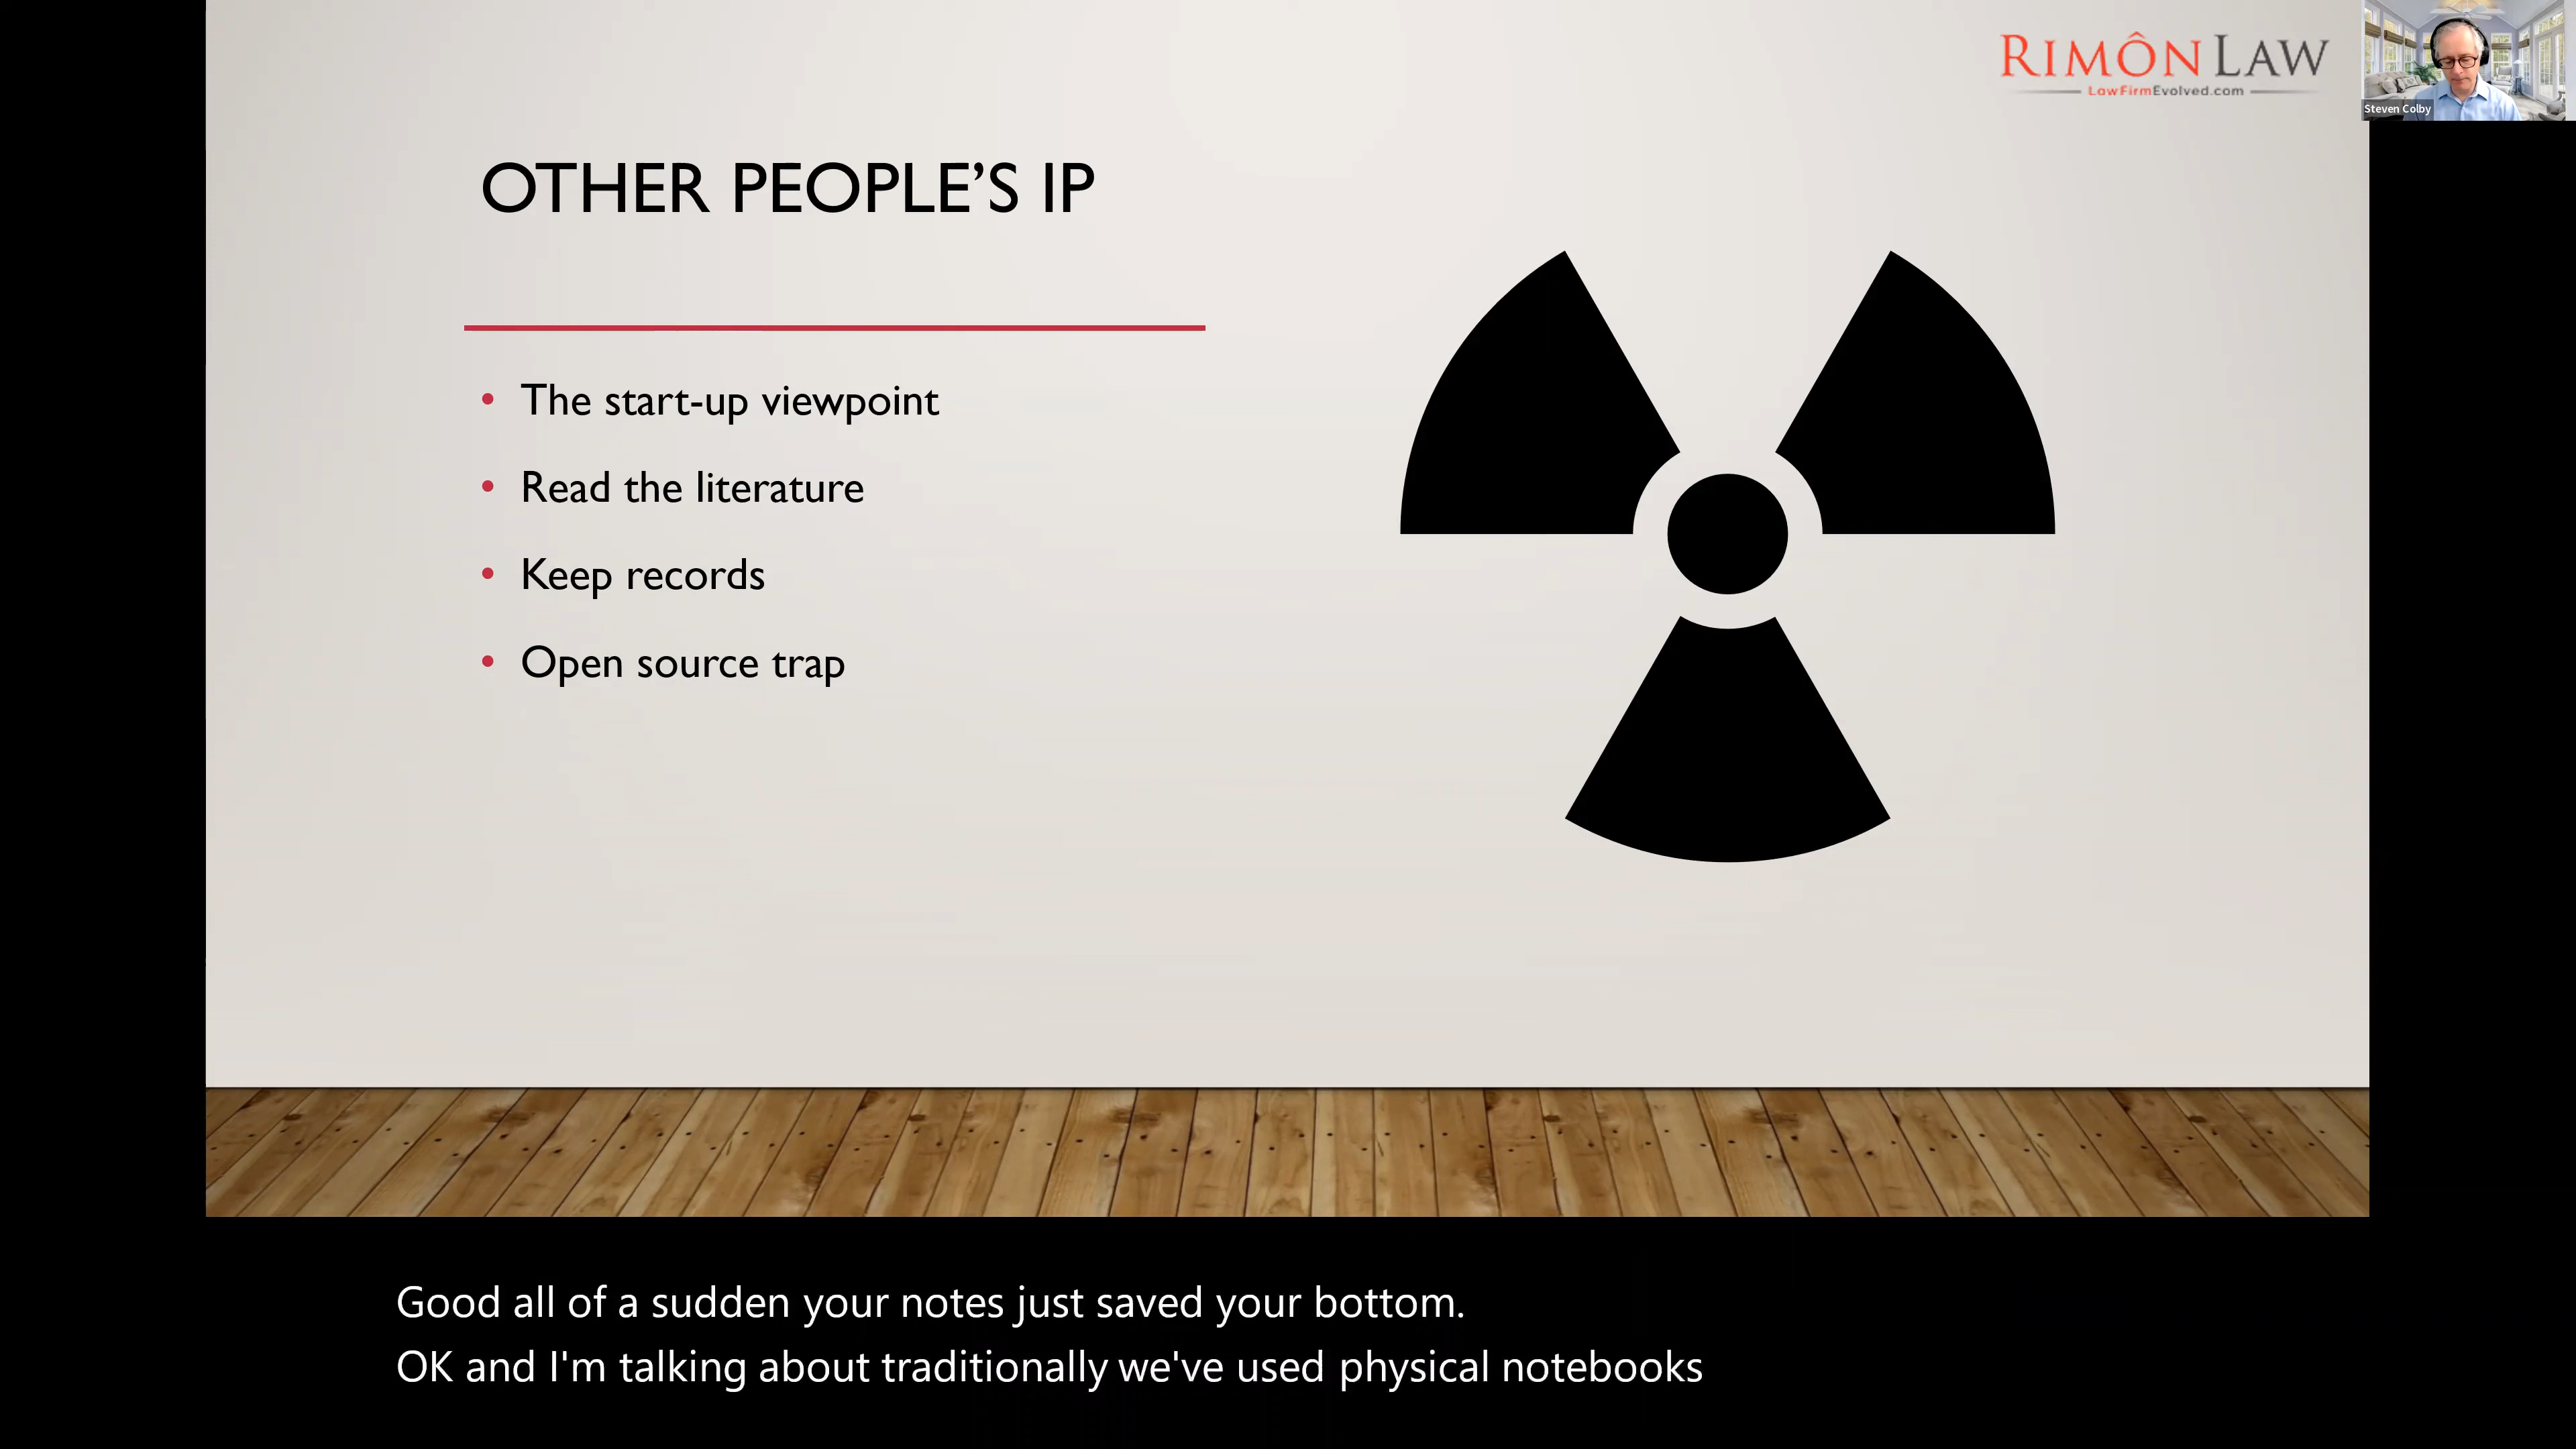 RIMÔN LAW
LawFirmEvolved.com
Steven Colby
OTHER PEOPLE’S IP
• The start-up viewpoint
• Read the literature
• Keep records
• Open source trap
Good all of a sudden your notes just saved your bottom.
OK and I'm talking about traditionally we've used physical notebooks